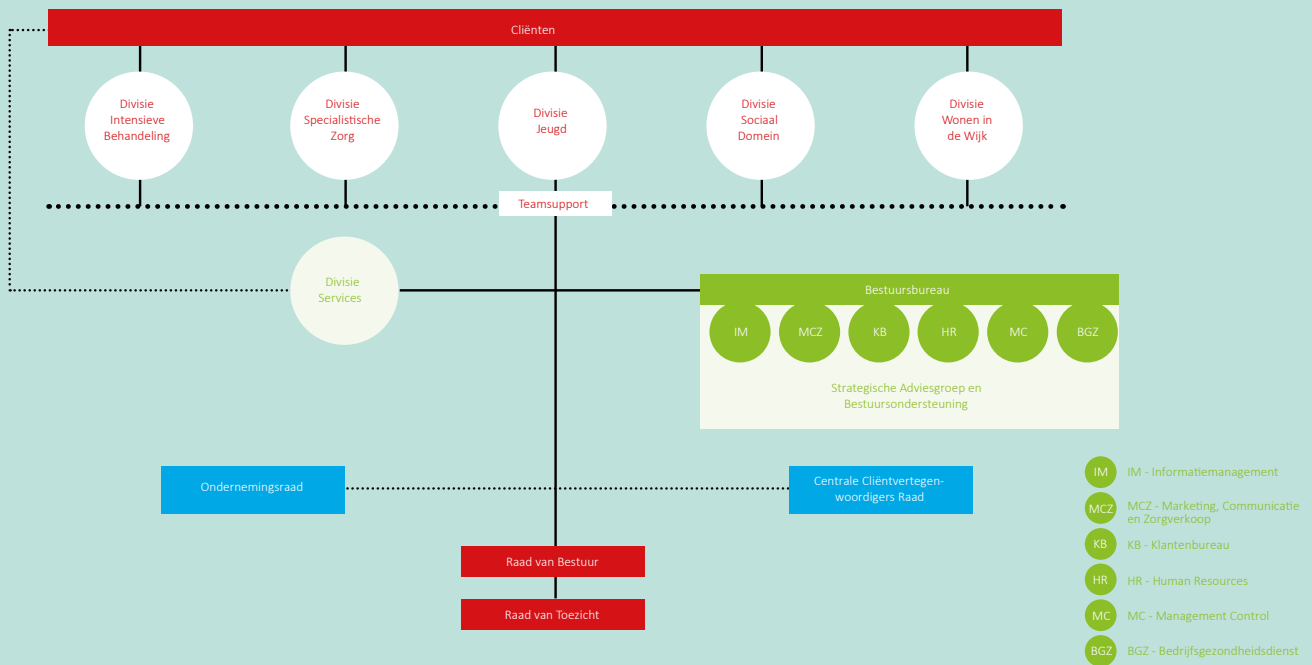 Cliënten
Divisie
Intensieve
Behandeling
Divisie
Specialistische
Zorg
Divisie
Jeugd
Divisie
Sociaal
Domein
Divisie
Wonen in
de Wijk
Teamsupport
Divisie
Services
Bestuursbureau
IM
MCZ
KB
HR
MC
BGZ
Strategische Adviesgroep en
Bestuursondersteuning
Ondernemingsraad
Centrale Cliëntvertegen-
woordigers Raad
Raad van Bestuur
Raad van Toezicht
IM IM - Informatiemanagement
MCZ MCZ - Marketing, Communicatie
en Zorgverkoop
KB KB - Klantenbureau
HR HR - Human Resources
MC MC - Management Control
BGZ BGZ - Bedrijfsgezondheidsdienst